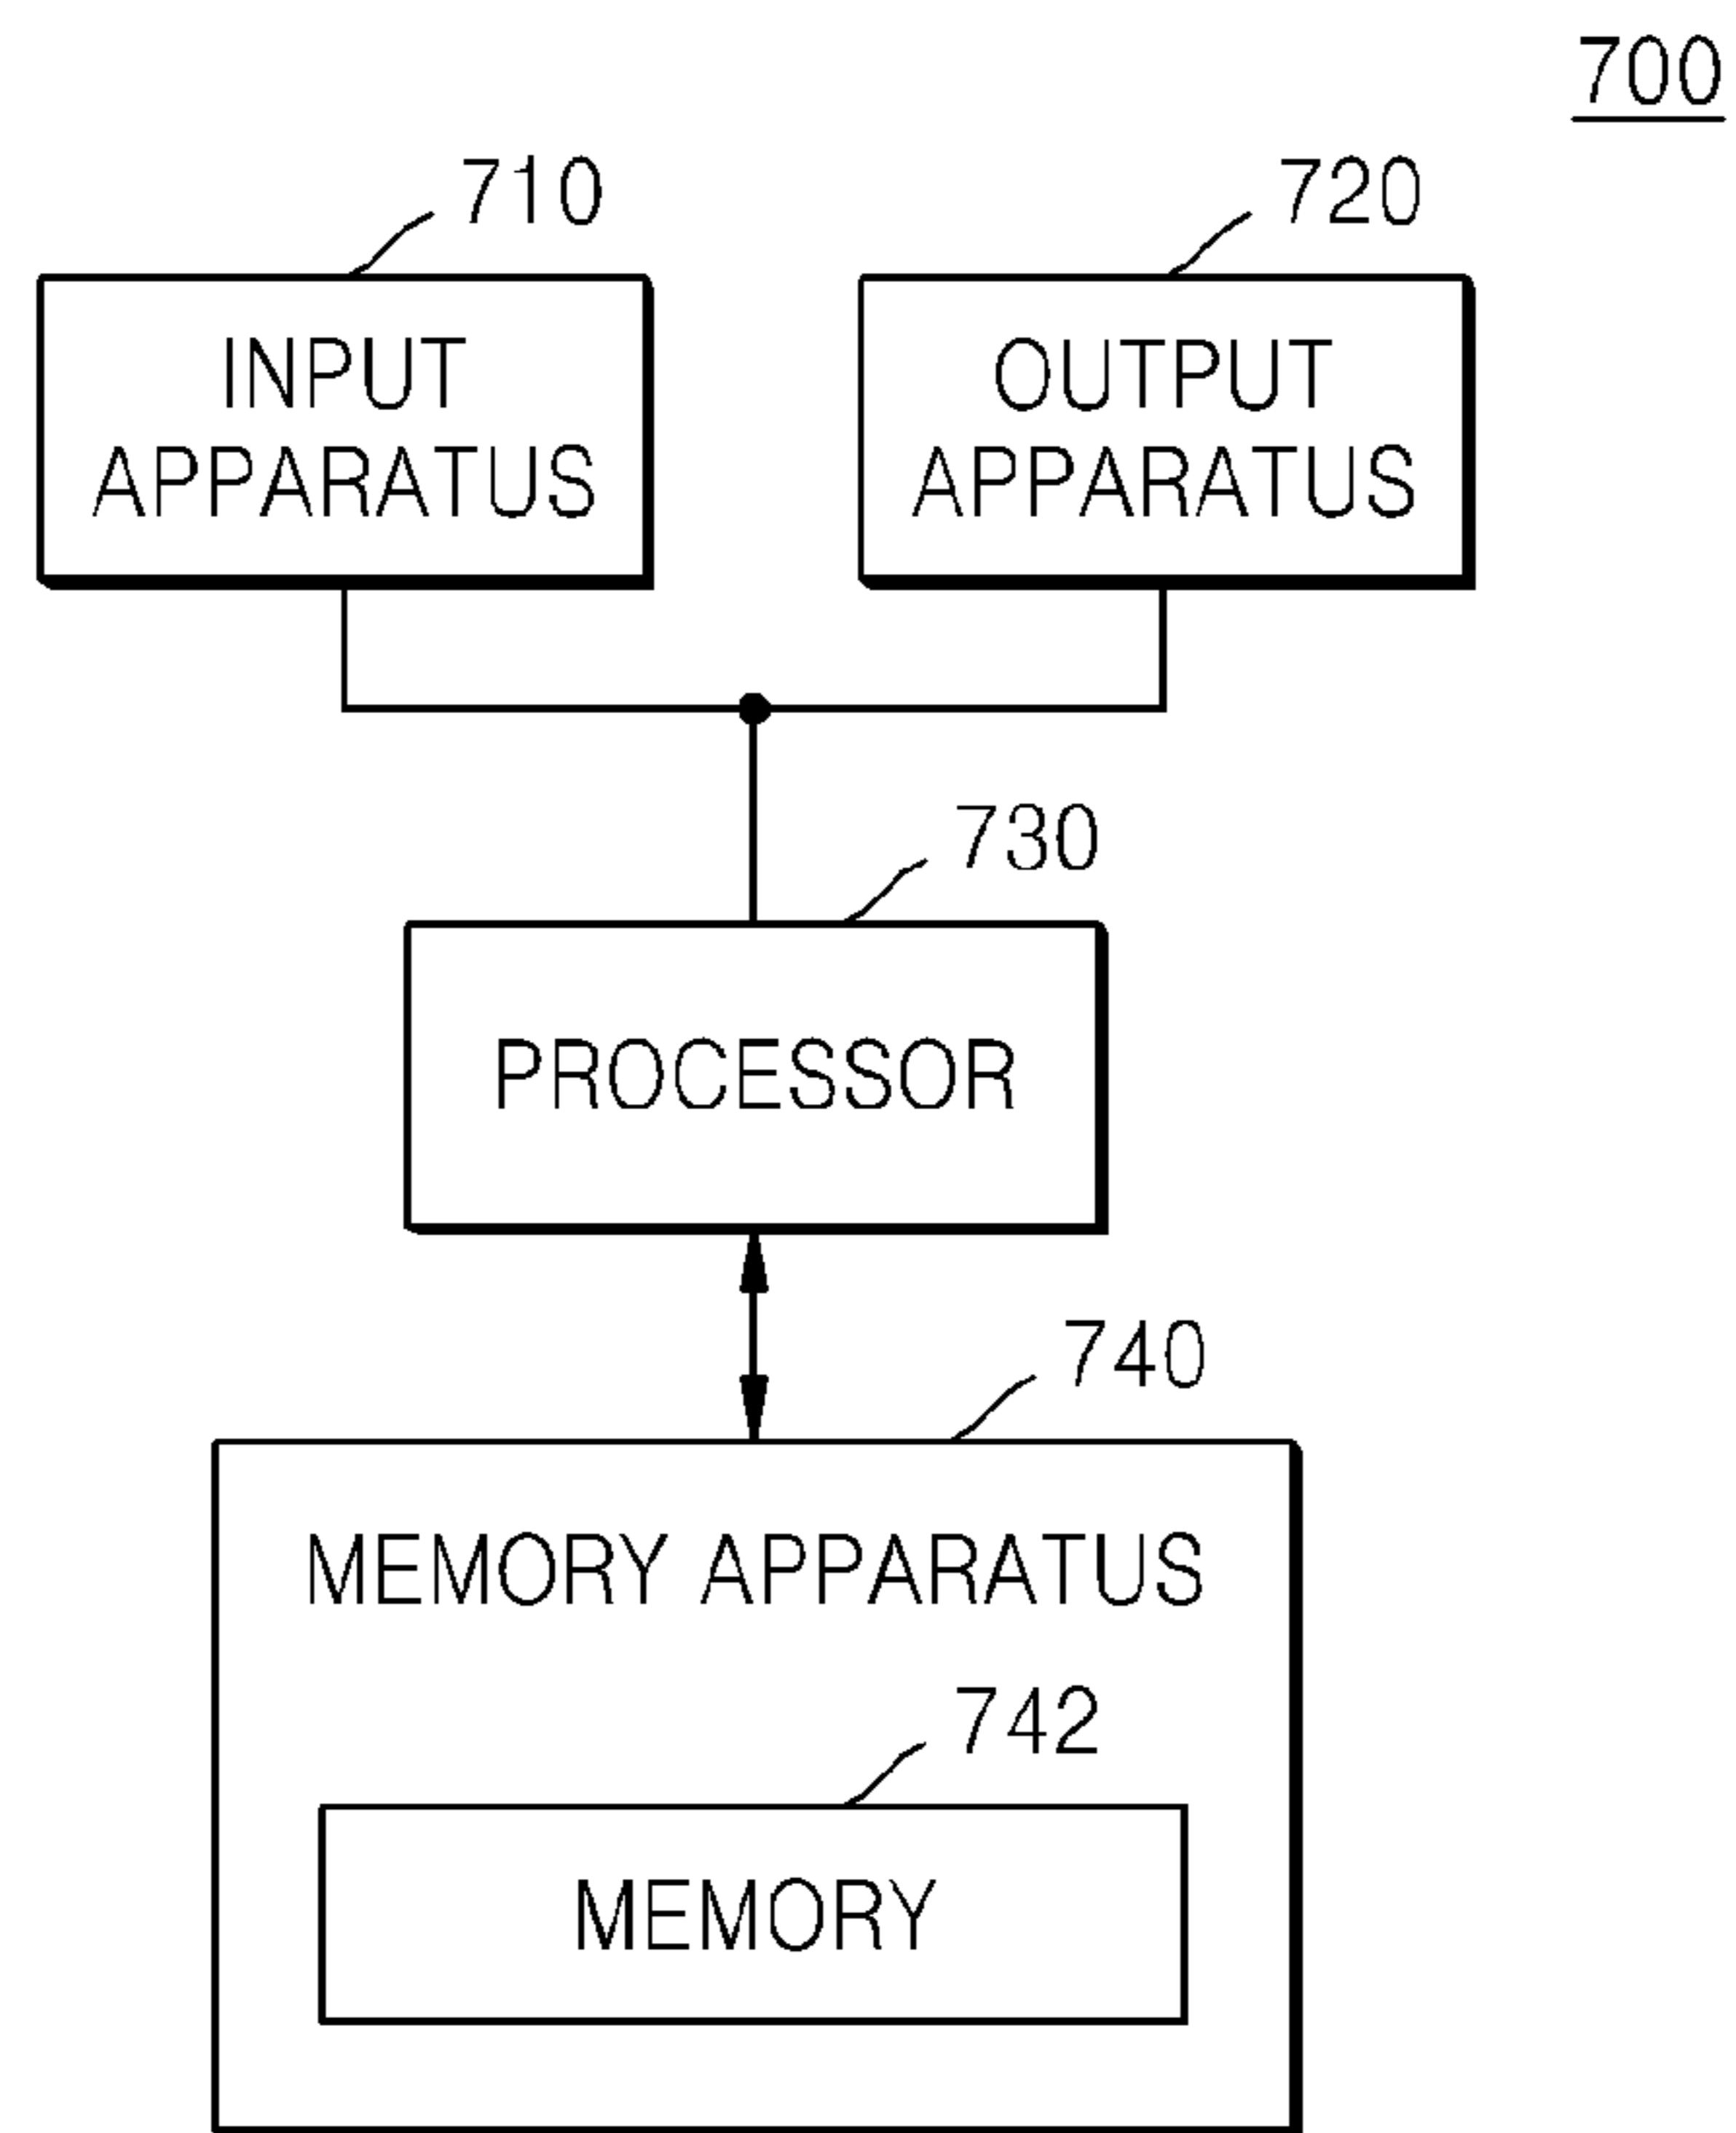 700
710
720
INPUT
APPARATUS
OUTPUT
APPARATUS
730
PROCESSOR
740
MEMORY APPARATUS
742
MEMORY